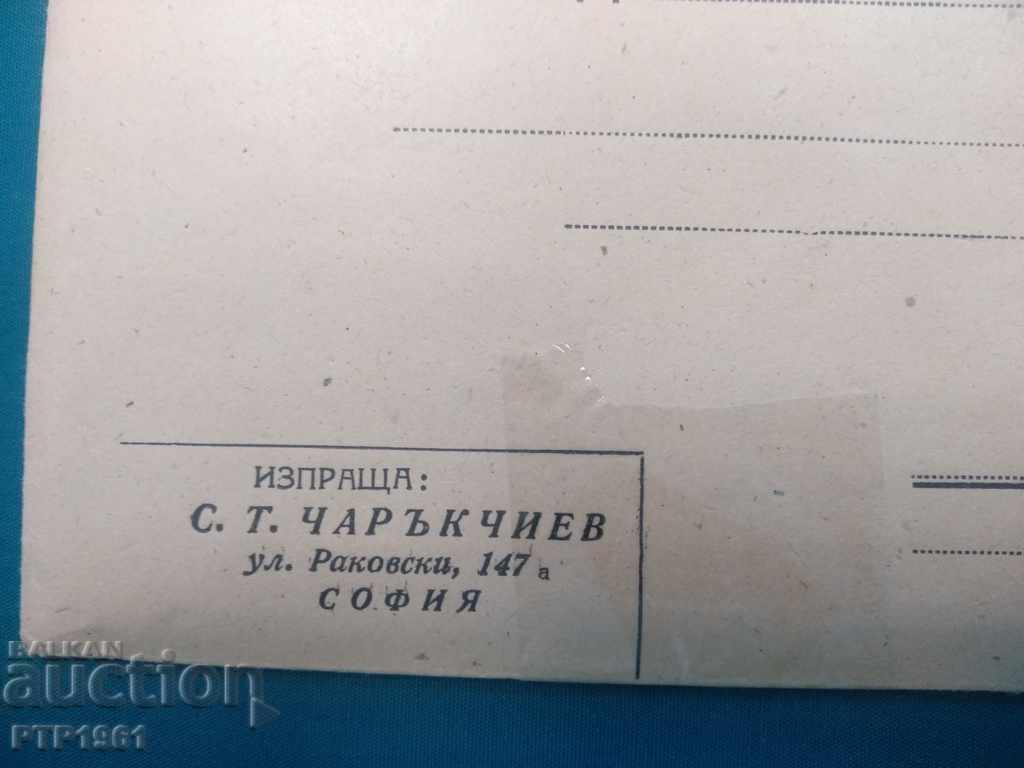 ИЗПРАЩА:
С. Т. ЧАРЪКЧИЕВ
ул. Раковски, 147 а
СОФИЯ
BALKAN
auction
PTP1961